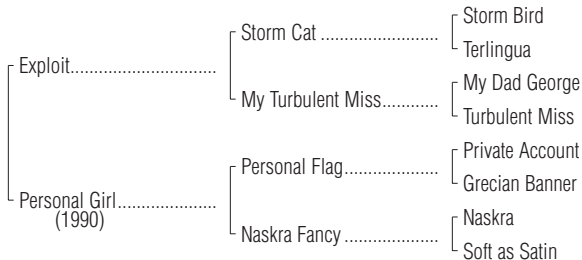 Storm Bird
Storm Cat
Terlingua
Exploit
My Dad George
My Turbulent Miss
Turbulent Miss
Private Account
Personal Flag
Grecian Banner
Personal Girl
(1990)
Naskra
Naskra Fancy
Soft as Satin